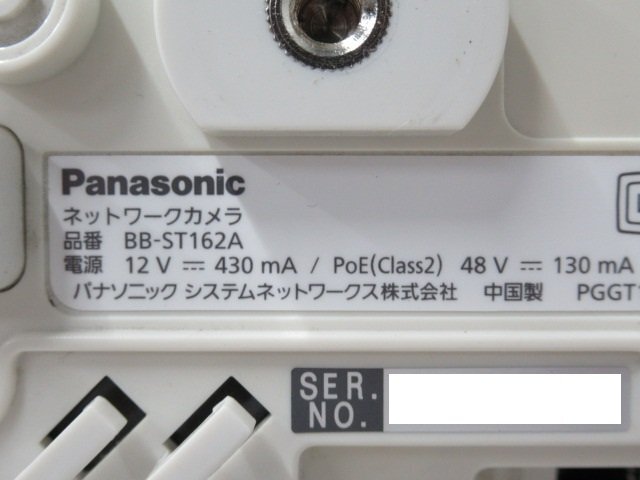 Panasonic
ネットワークカメラ
品番 BB-ST162A
電源 12 V ⎓ 430 mA / PoE(Class2) 48 V ⎓ 130 mA
パナソニック システムネットワークス株式会社 中国製
SER.
NO.